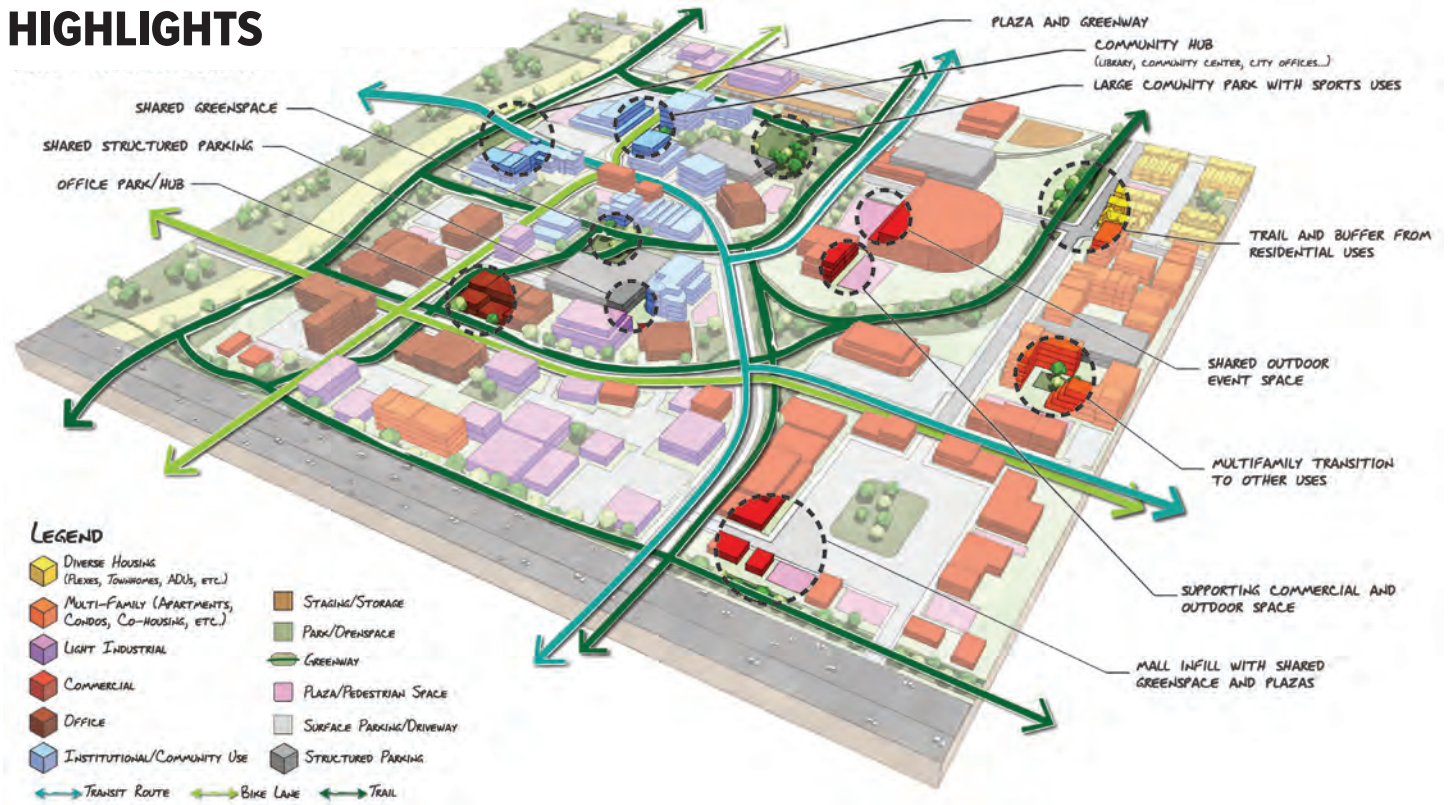 HIGHLIGHTS
PLAZA AND GREENWAY
COMMUNITY HUB
(LIBRARY, COMMUNITY CENTER, CITY OFFICES...)
LARGE COMUNITY PARK WITH SPORTS USES
SHARED GREENSPACE
SHARED STRUCTURED PARKING
OFFICE PARK/HUB
TRAIL AND BUFFER FROM
RESIDENTIAL USES
SHARED OUTDOOR
EVENT SPACE
MULTIFAMILY TRANSITION
TO OTHER USES
SUPPORTING COMMERCIAL AND
OUTDOOR SPACE
MALL INFILL WITH SHARED
GREENSPACE AND PLAZAS
LEGEND
DIVERSE HOUSING
(PLEXES, TOWNHOMES, ADUS, ETC.)
MULTI-FAMILY (APARTMENTS,
CONDOS, CO-HOUSING, ETC.)
LIGHT INDUSTRIAL
COMMERCIAL
OFFICE
INSTITUTIONAL/COMMUNITY USE
STAGING/STORAGE
PARK/OPENSPACE
GREENWAY
PLAZA/PEDESTRIAN SPACE
SURFACE PARKING/DRIVEWAY
STRUCTURED PARKING
TRANSIT ROUTE
BIKE LANE
TRAIL